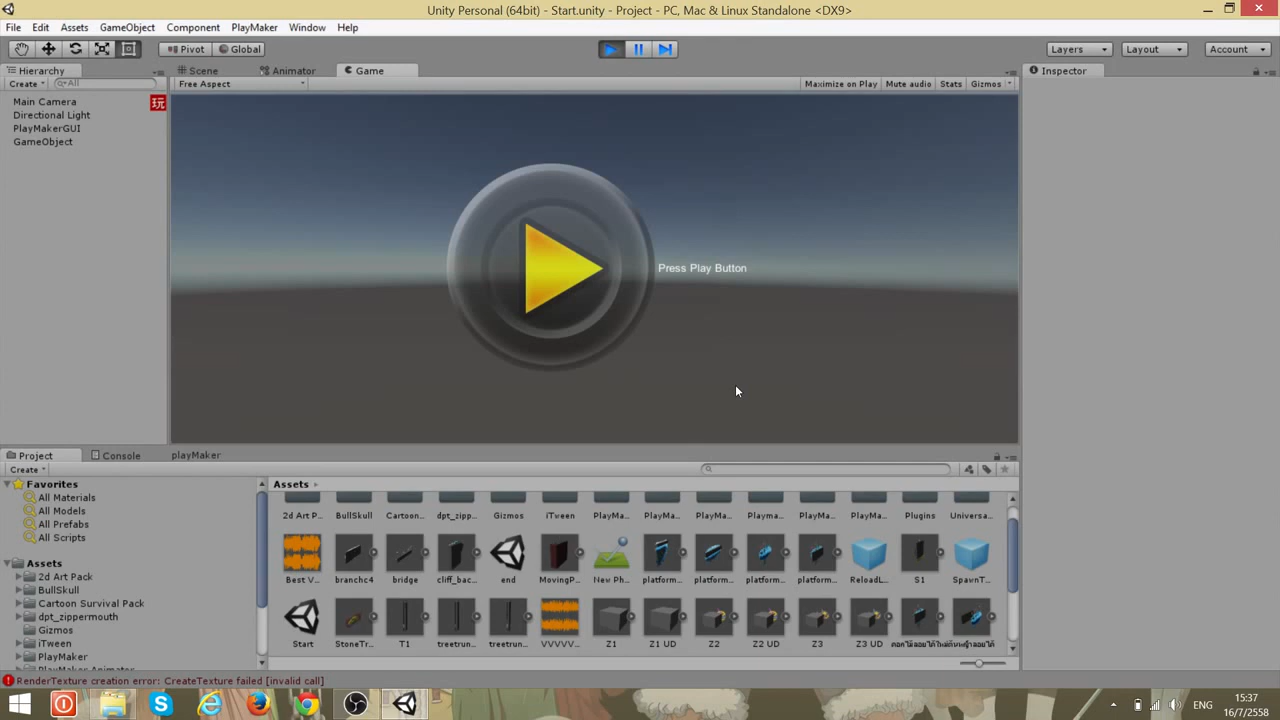 Unity Personal (64bit) - Start.unity - Project - PC, Mac & Linux Standalone <DX9>
File Edit Assets GameObject Component PlayMaker Window Help
Pivot Global Layers Layout Account
Hierarchy Scene Animator Game Inspector
Create All Free Aspect Maximize on Play Mute audio Stats Gizmos
Main Camera 玩
Directional Light
PlayMakerGUI
GameObject
Press Play Button
Project Console playMaker
Create
Favorites Assets
All Materials
All Models
All Prefabs
All Scripts
2d Art P... BullSkull Cartoon... dpt_zipp... Gizmos iTween PlayMa... PlayMa... PlayMa... Playma... PlayMa... PlayMa... Plugins Universa...
Best V... branchc4 bridge cliff_bac... end MovingP... New Ph... platform... platform... platform... platform... ReloadL... S1 SpawnT...
Start StoneTr... T1 treetrun... treetrun... VVVVV... Z1 Z1 UD Z2 Z2 UD Z3 Z3 UD
Assets
2d Art Pack
BullSkull
Cartoon Survival Pack
dpt_zippermouth
Gizmos
iTween
PlayMaker
PlayMaker Animator
RenderTexture creation error: CreateTexture failed [invalid call]
ENG
15:37
16/7/2558